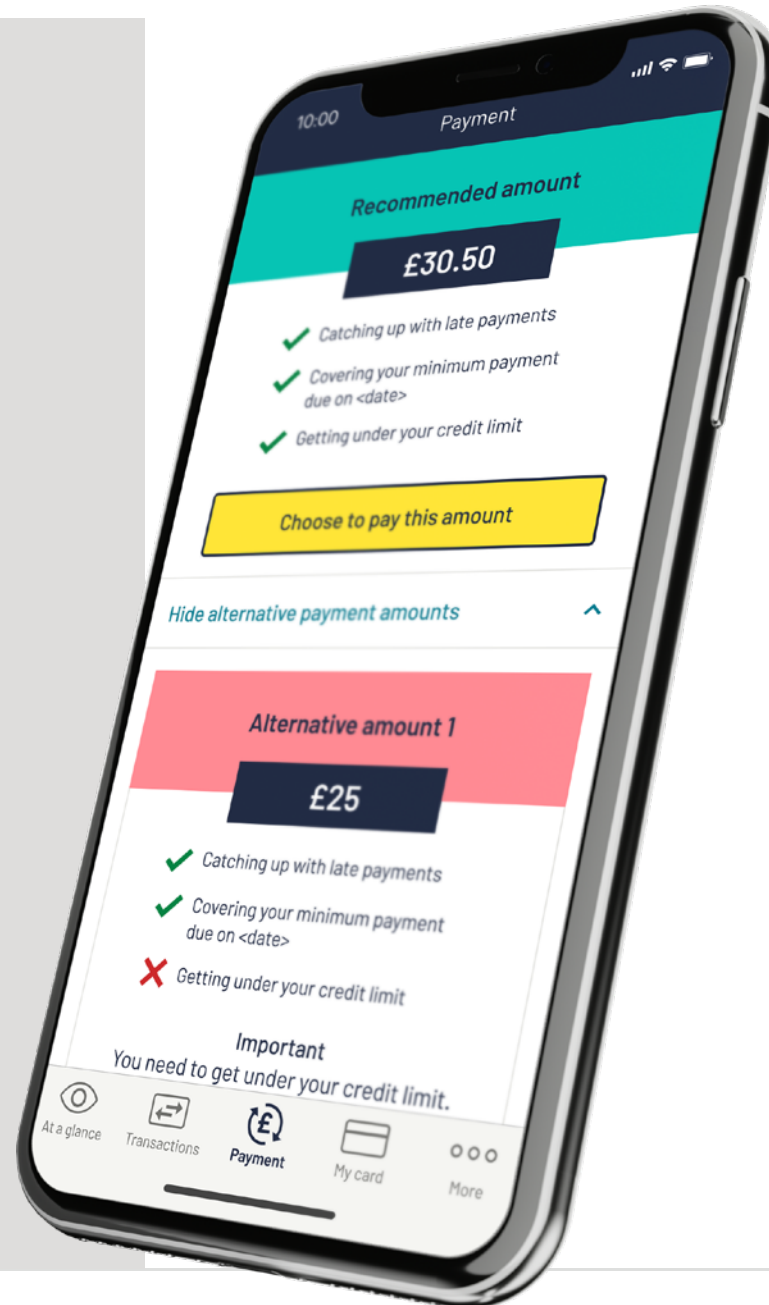 10:00
Payment
Recommended amount
£30.50
Catching up with late payments
Covering your minimum payment
due on <date>
Getting under your credit limit
Choose to pay this amount
Hide alternative payment amounts
Alternative amount 1
£25
Catching up with late payments
Covering your minimum payment
due on <date>
Getting under your credit limit
Important
You need to get under your credit limit.
At a glance
Transactions
Payment
My card
More